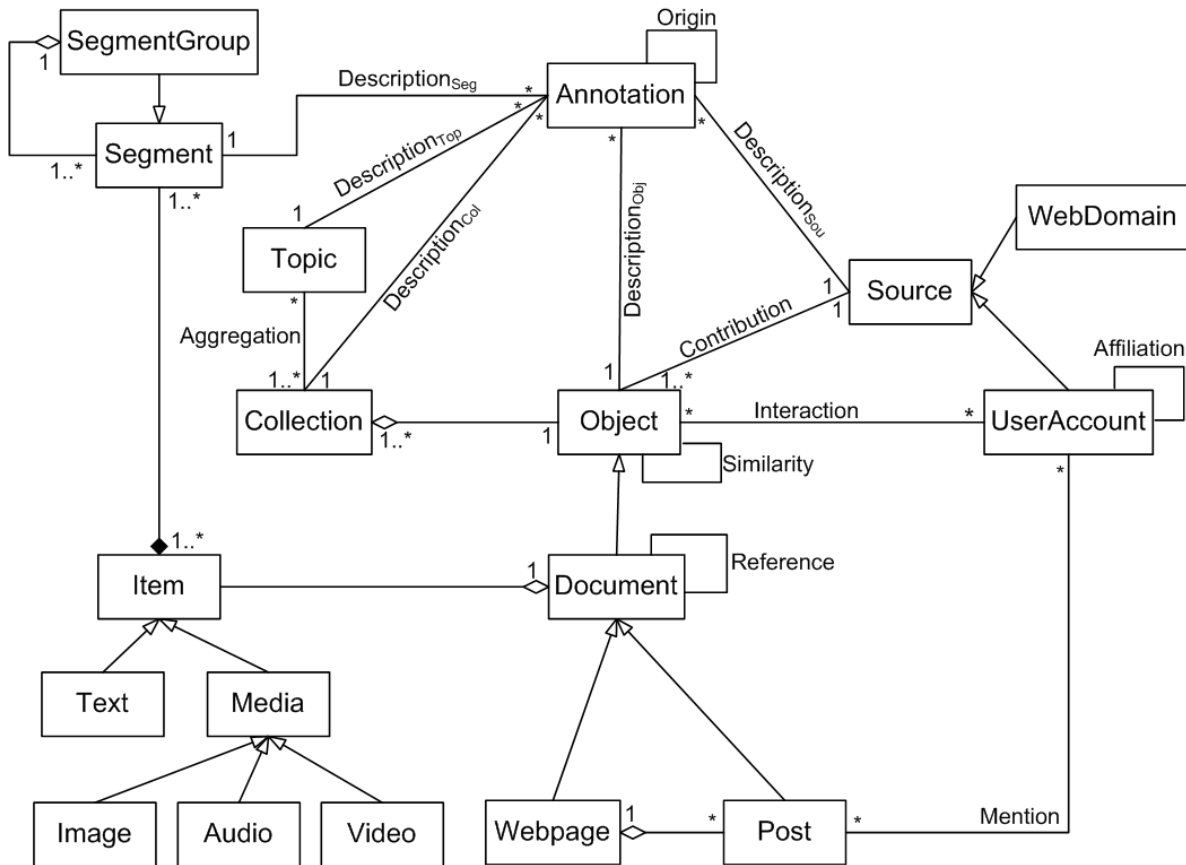 Origin
SegmentGroup
1
Annotation
Description_Seg
*
*
*
*
*
Segment
1
1..*
1..*
Description_Top
Description_Col
Description_Obj
Description_Sou
1
Topic
*
WebDomain
Source
1
1
Contribution
Aggregation
1..*
1
Collection
1..*
1
1
1..*
Object
*
Interaction
*
Affiliation
UserAccount
*
Similarity
1..*
Item
1
Document
Reference
Text
Media
Image
Audio
Video
Webpage
1
*
Post
*
Mention